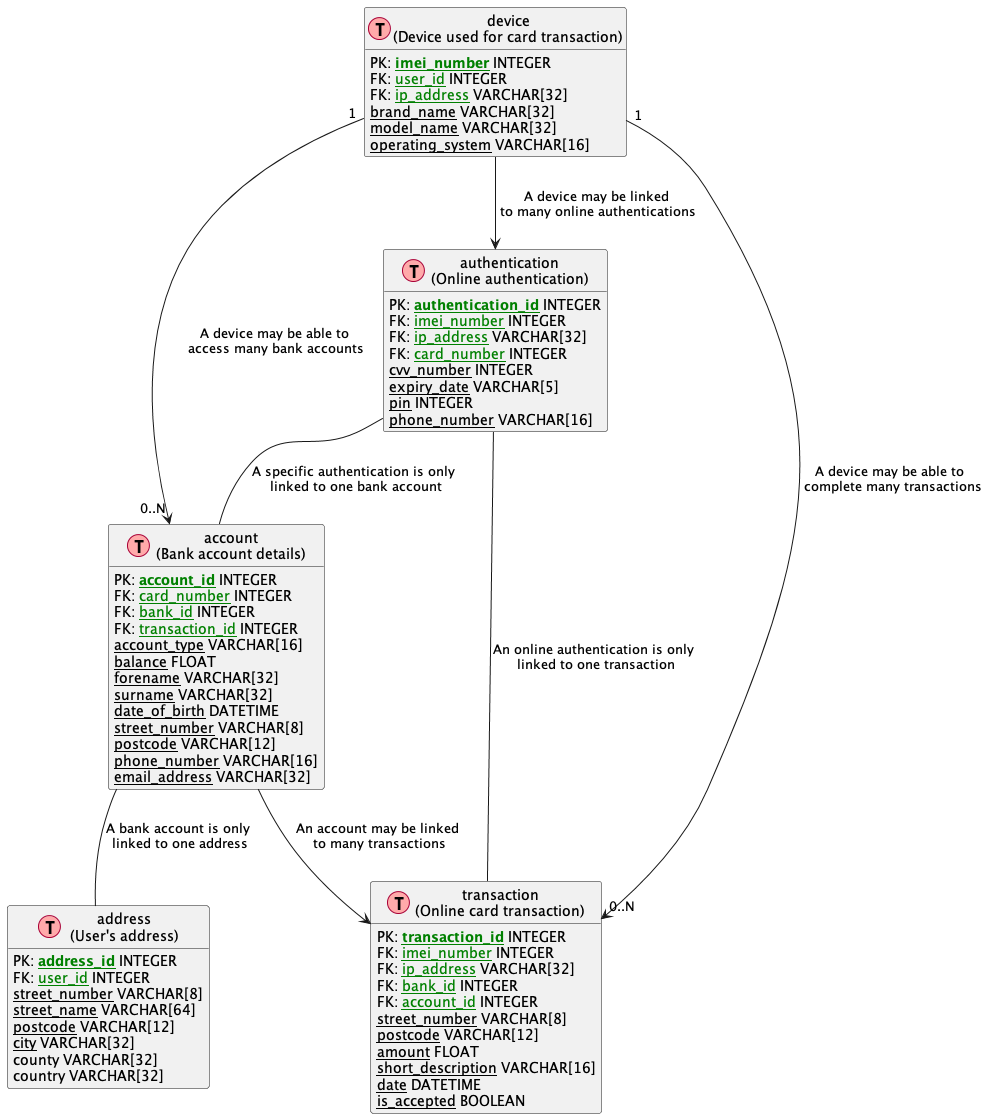 T
device
(Device used for card transaction)
PK: imei_number INTEGER
FK: user_id INTEGER
FK: ip_address VARCHAR[32]
brand_name VARCHAR[32]
model_name VARCHAR[32]
operating_system VARCHAR[16]
1
1
A device may be linked
to many online authentications
T
authentication
(Online authentication)
PK: authentication_id INTEGER
FK: imei_number INTEGER
FK: ip_address VARCHAR[32]
FK: card_number INTEGER
cvv_number INTEGER
expiry_date VARCHAR[5]
pin INTEGER
phone_number VARCHAR[16]
A device may be able to
access many bank accounts
A specific authentication is only
linked to one bank account
A device may be able to
complete many transactions
0..N
T
account
(Bank account details)
PK: account_id INTEGER
FK: card_number INTEGER
FK: bank_id INTEGER
FK: transaction_id INTEGER
account_type VARCHAR[16]
balance FLOAT
forename VARCHAR[32]
surname VARCHAR[32]
date_of_birth DATETIME
street_number VARCHAR[8]
postcode VARCHAR[12]
phone_number VARCHAR[16]
email_address VARCHAR[32]
An online authentication is only
linked to one transaction
A bank account is only
linked to one address
An account may be linked
to many transactions
0..N
T
address
(User's address)
PK: address_id INTEGER
FK: user_id INTEGER
street_number VARCHAR[8]
street_name VARCHAR[64]
postcode VARCHAR[12]
city VARCHAR[32]
county VARCHAR[32]
country VARCHAR[32]
T
transaction
(Online card transaction)
PK: transaction_id INTEGER
FK: imei_number INTEGER
FK: ip_address VARCHAR[32]
FK: bank_id INTEGER
FK: account_id INTEGER
street_number VARCHAR[8]
postcode VARCHAR[12]
amount FLOAT
short_description VARCHAR[16]
date DATETIME
is_accepted BOOLEAN